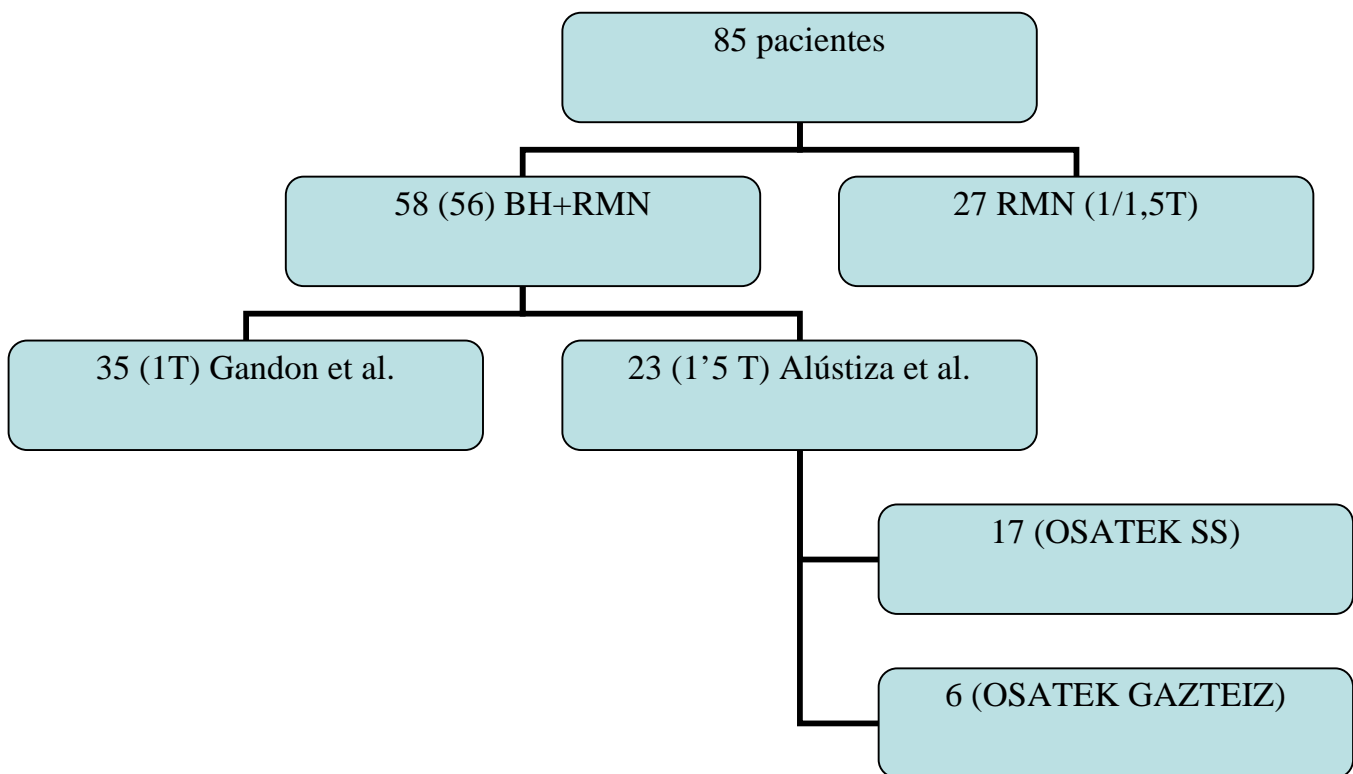 85 pacientes
58 (56) BH+RMN
27 RMN (1/1,5T)
35 (1T) Gandon et al.
23 (1’5 T) Alústiza et al.
17 (OSATEK SS)
6 (OSATEK GAZTEIZ)